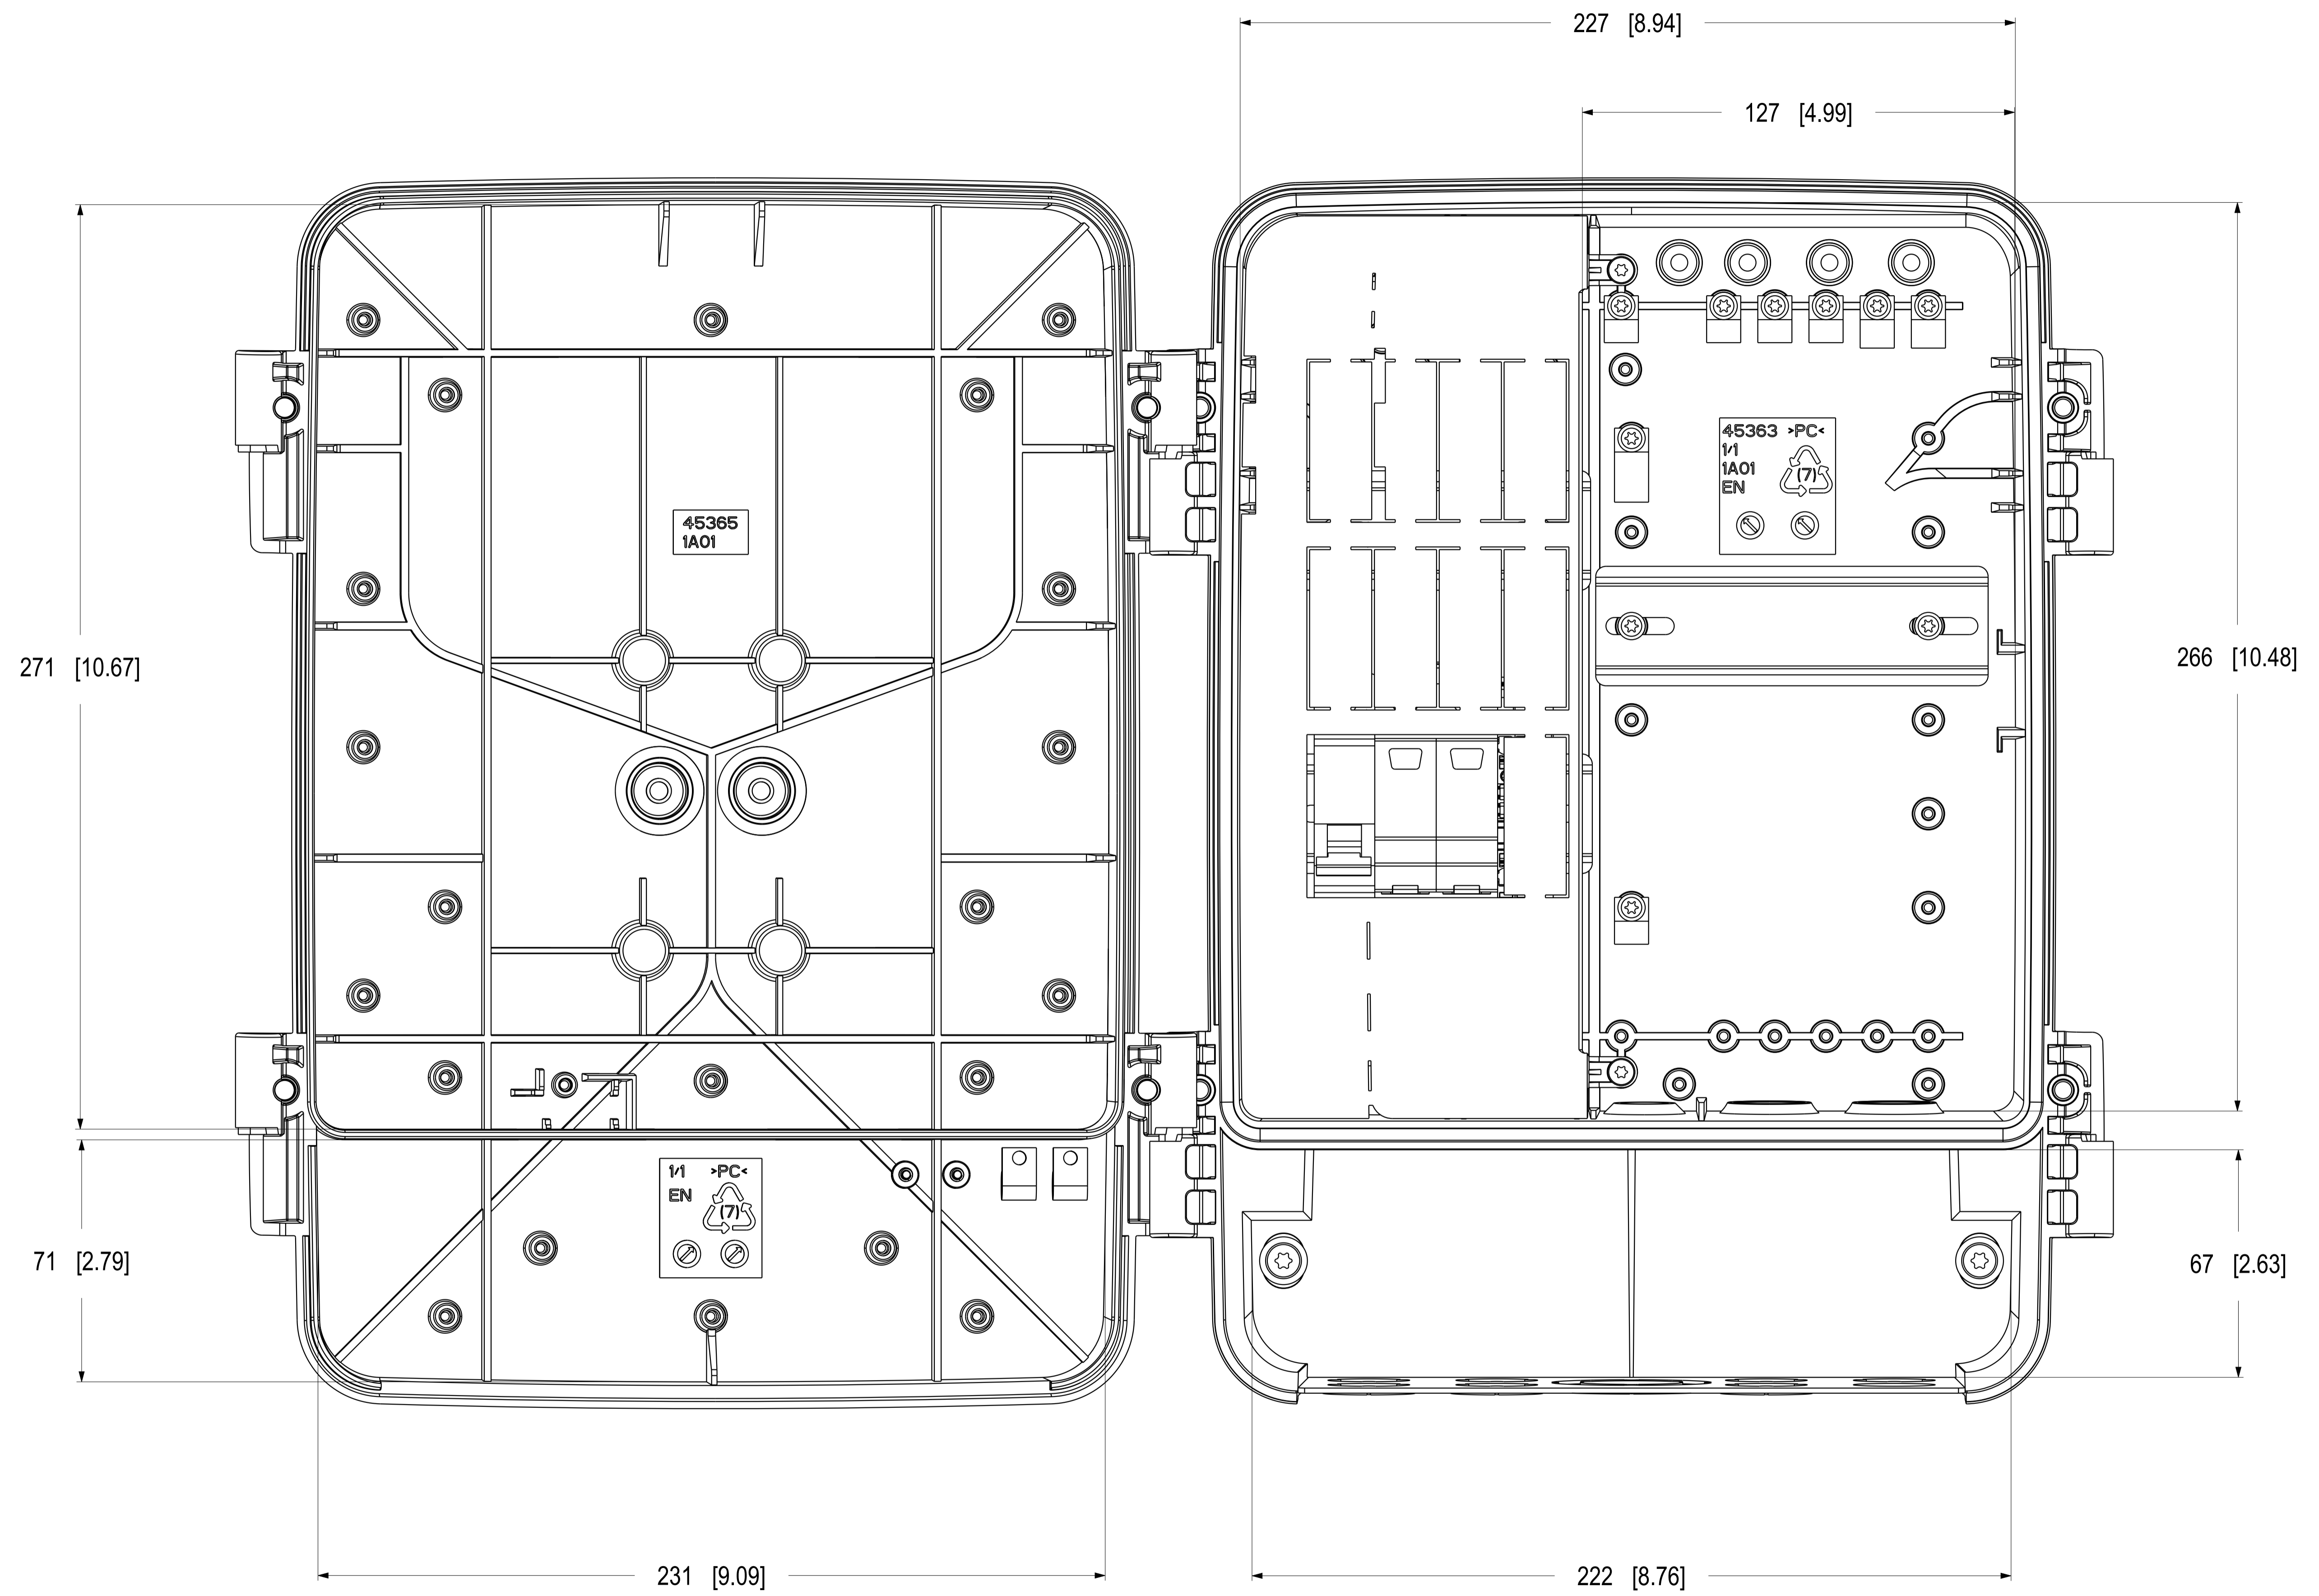 227 [8.94]
127 [4.99]
45363 >PC<
1/1
1A01
EN
(7)
45365
1A01
271 [10.67]
266 [10.48]
1/1 >PC<
EN
(7)
71 [2.79]
67 [2.63]
231 [9.09]
222 [8.76]